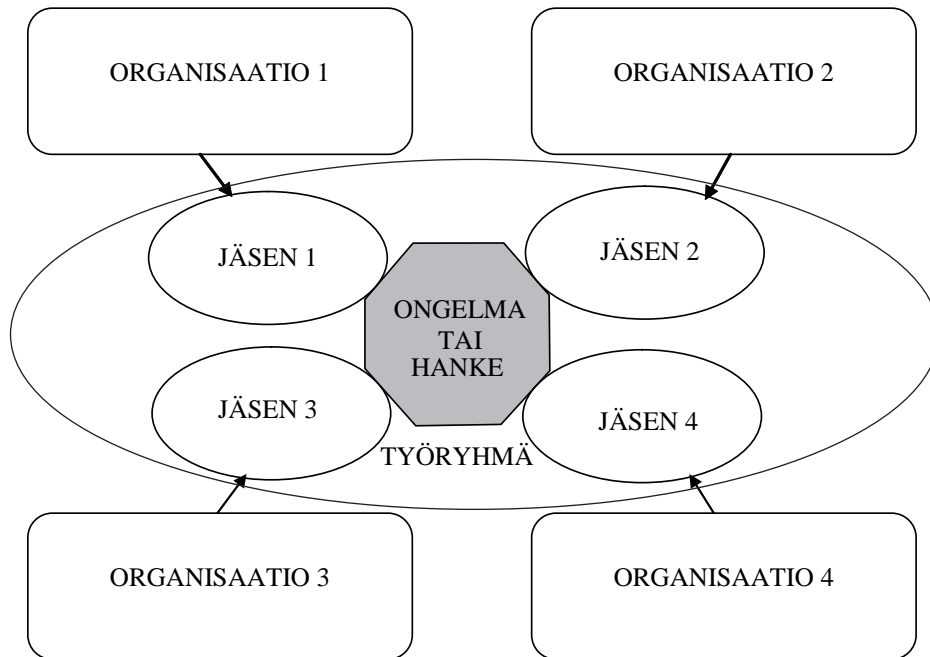 ORGANISAATIO 1
ORGANISAATIO 2
JÄSEN 1
JÄSEN 2
ONGELMA
TAI
HANKE
JÄSEN 3
JÄSEN 4
TYÖRYHMÄ
ORGANISAATIO 3
ORGANISAATIO 4